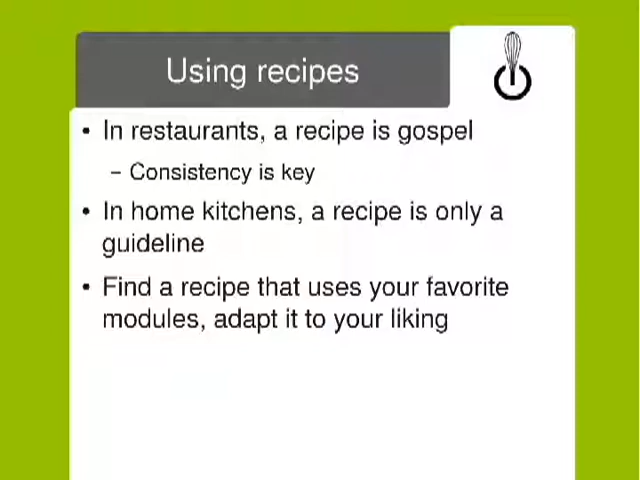 Using recipes
• In restaurants, a recipe is gospel
– Consistency is key
• In home kitchens, a recipe is only a
guideline
• Find a recipe that uses your favorite
modules, adapt it to your liking